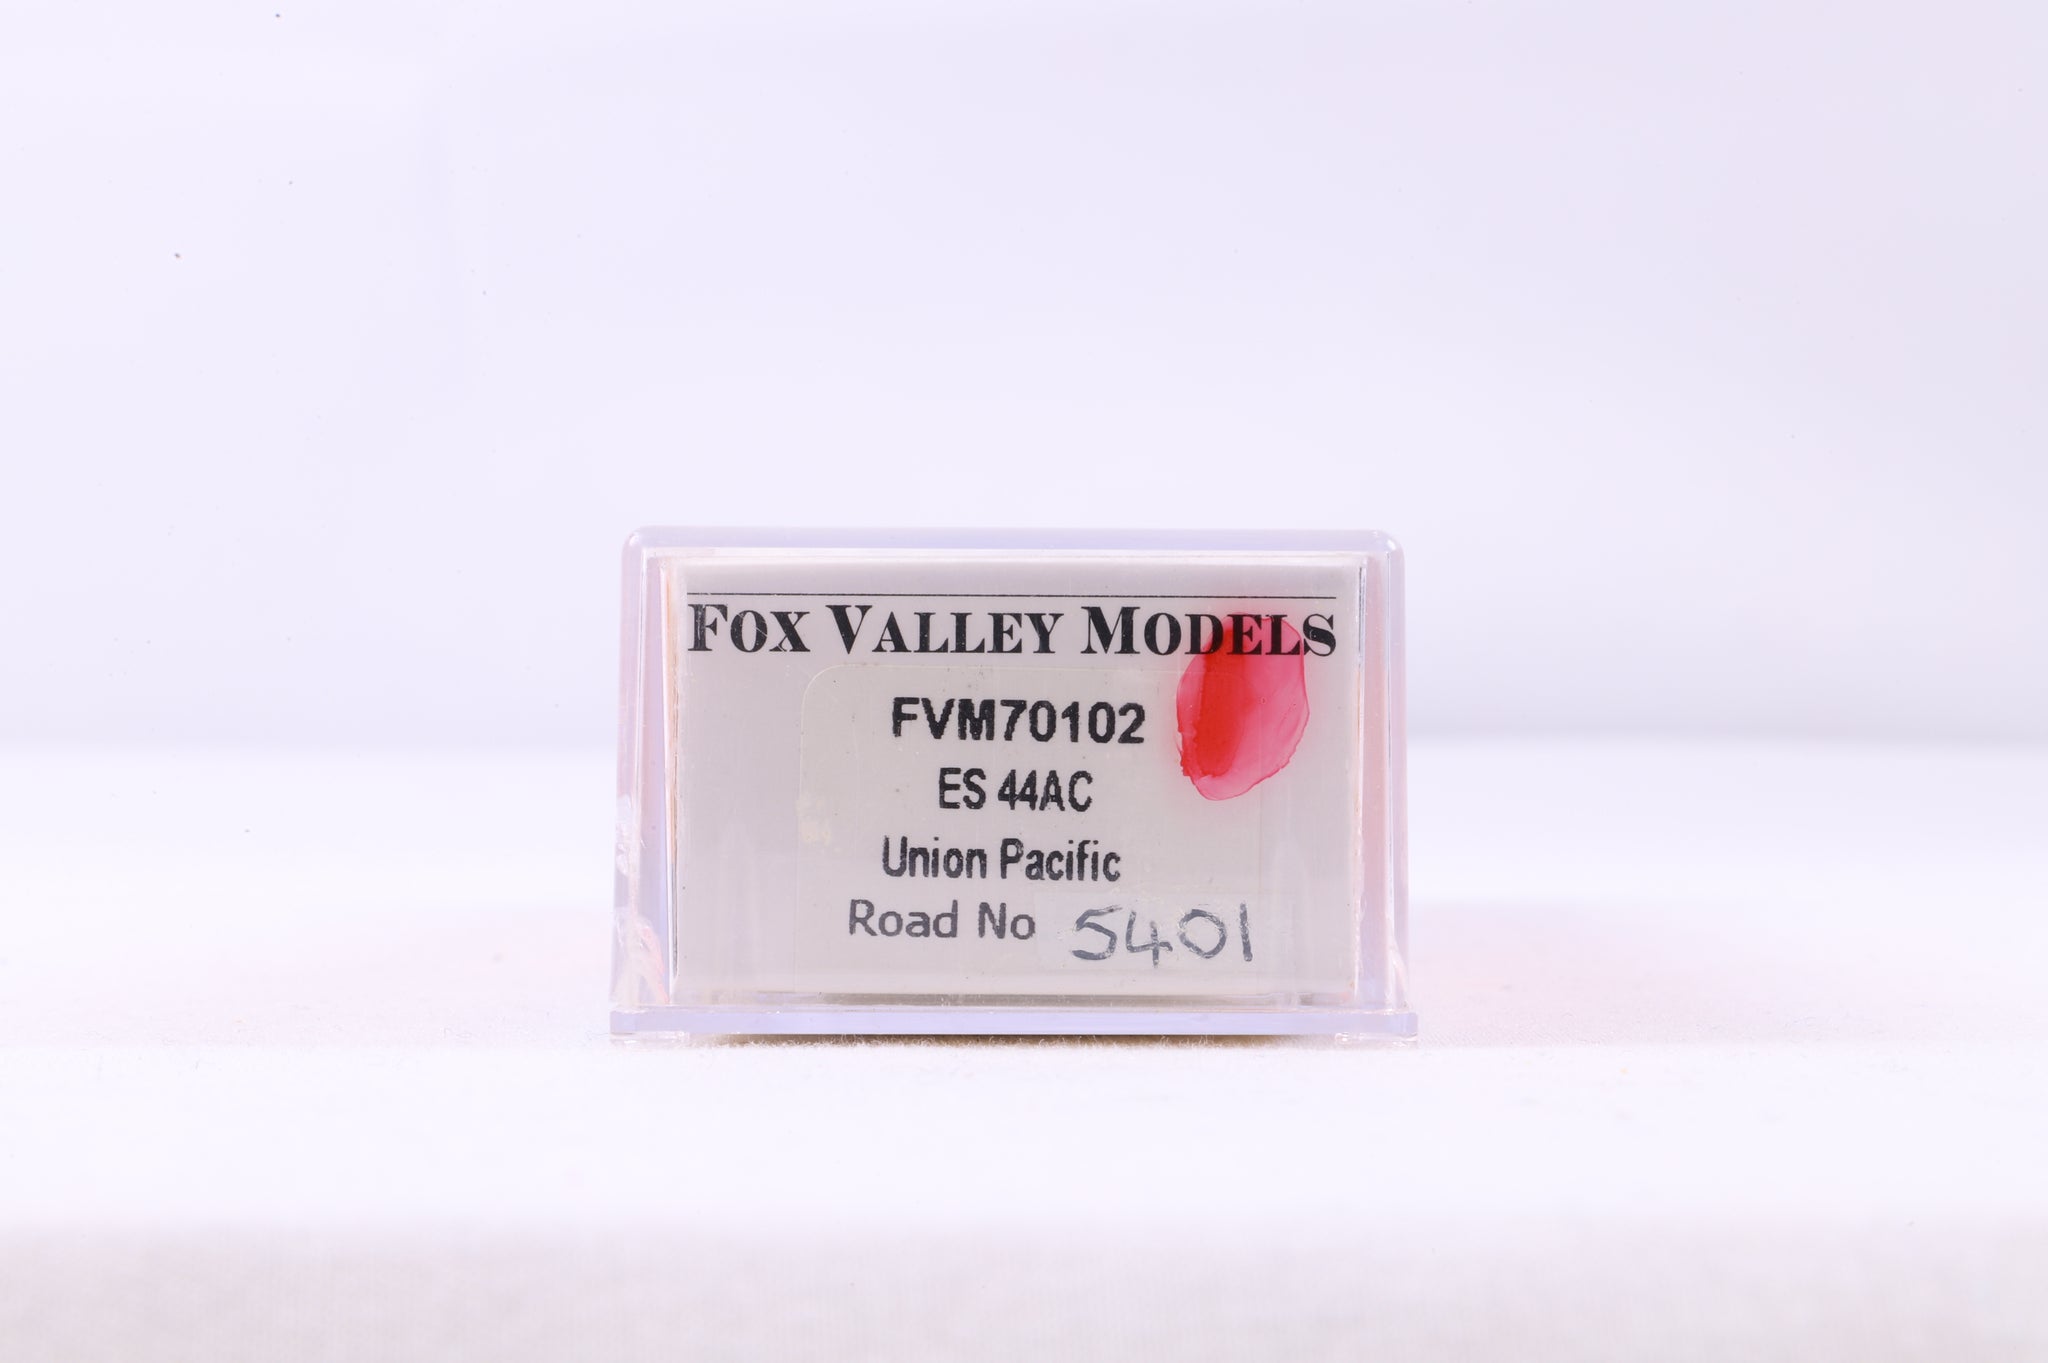 FOX VALLEY MODELS
FVM70102
ES 44AC
Union Pacific
Road No 5401